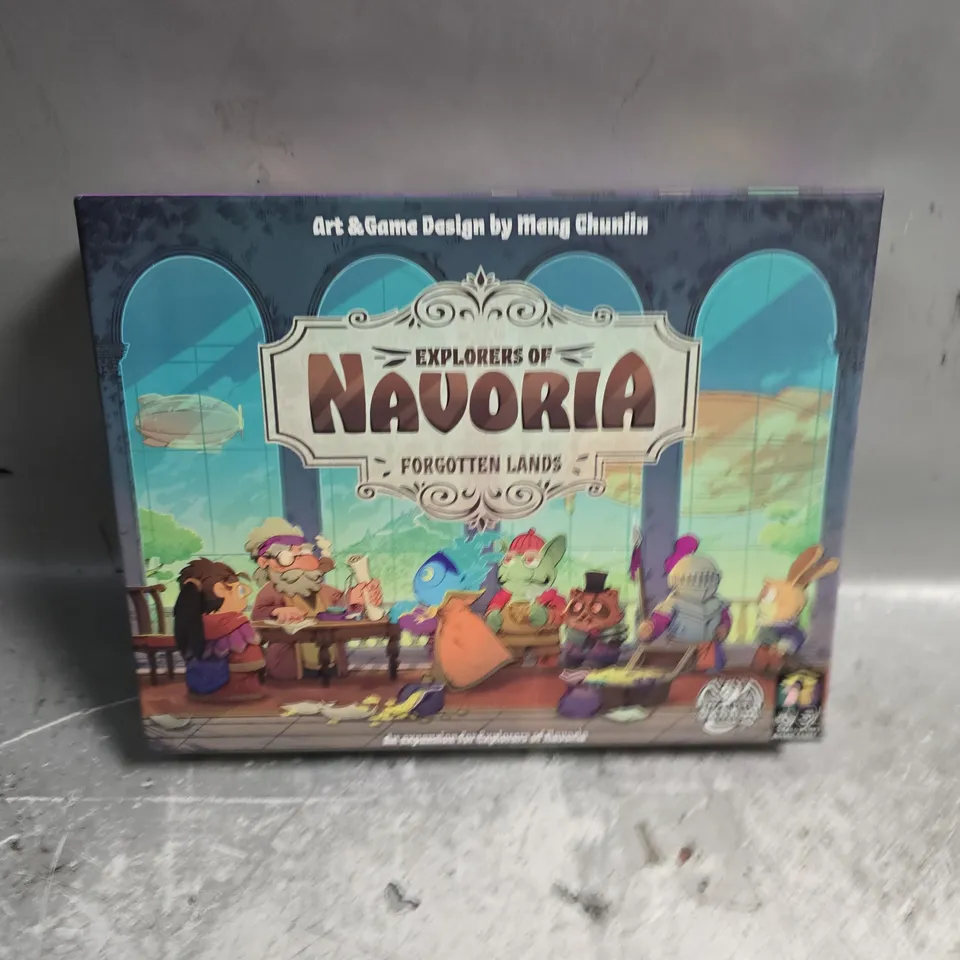 Art & Game Design by Meng Chunlin
EXPLORERS OF
NAVORIA
FORGOTTEN LANDS
An expansion for Explorers of Navoria